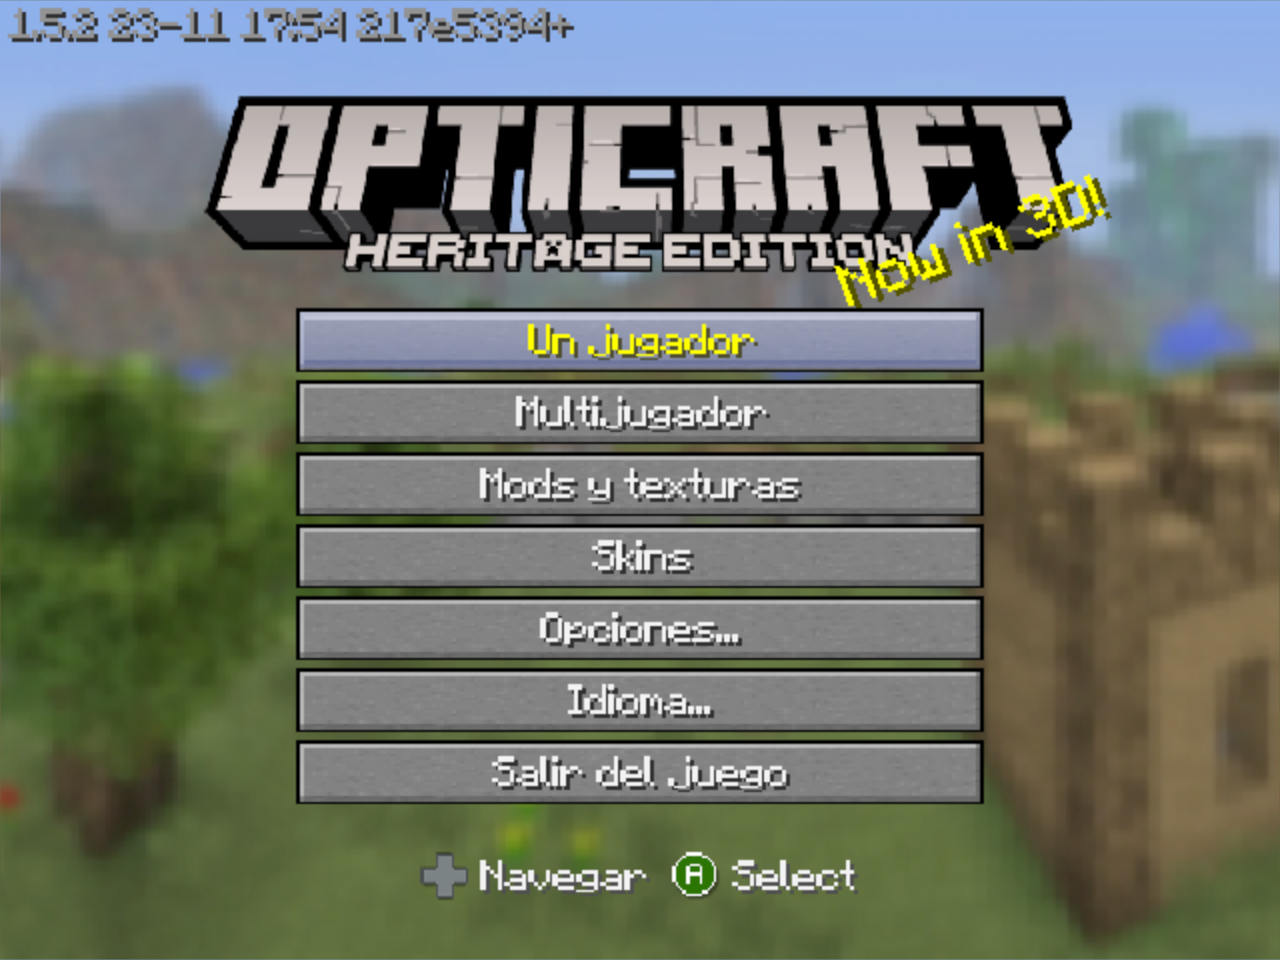 1.5.2 23-11 17:54 217e5394+
OPTICRAFT
HERITAGE EDITION
Now in 3D!
Un jugador
Multijugador
Mods y texturas
Skins
Opciones...
Idioma...
Salir del juego
Navegar A Select